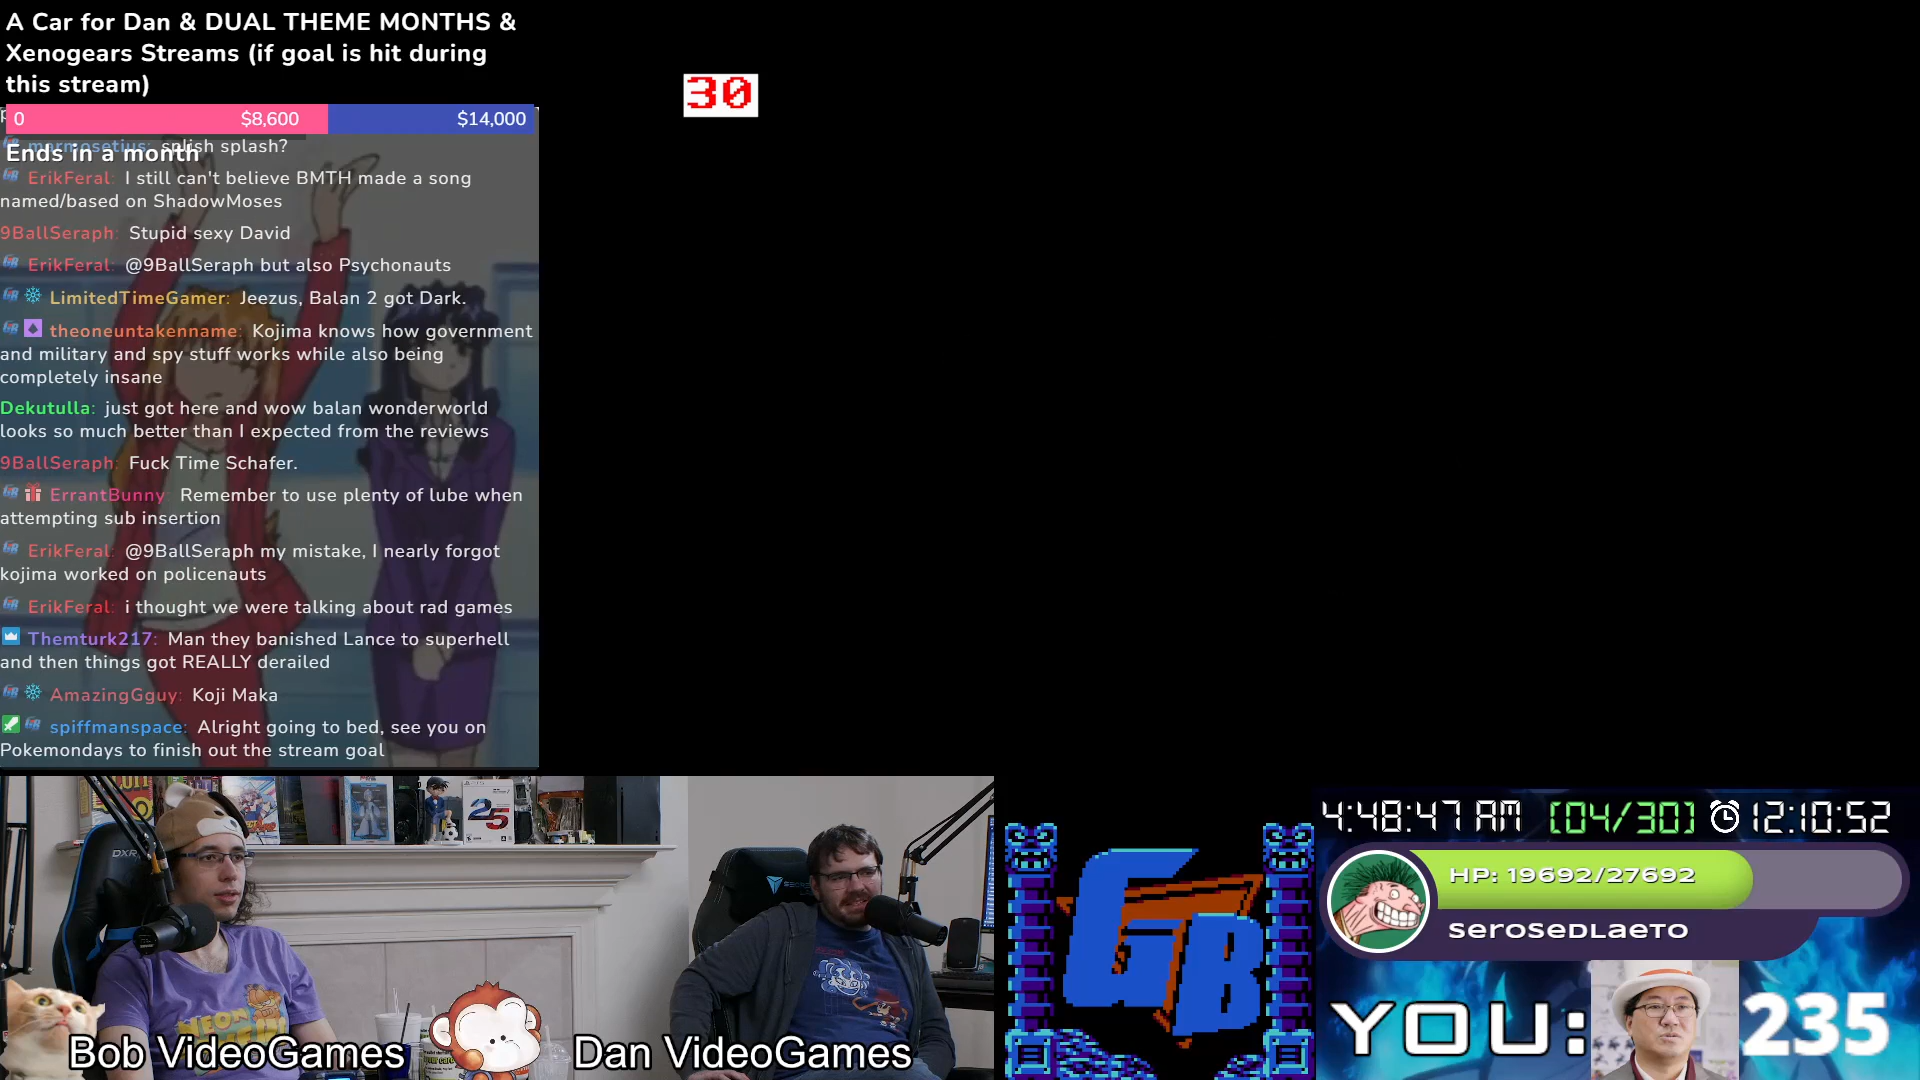 A Car for Dan & DUAL THEME MONTHS &
Xenogears Streams (if goal is hit during
this stream)
0 $8,600 $14,000
marmosetius: splish splash?
Ends in a month
ErikFeral: I still can't believe BMTH made a song
named/based on ShadowMoses
9BallSeraph: Stupid sexy David
ErikFeral: @9BallSeraph but also Psychonauts
LimitedTimeGamer: Jeezus, Balan 2 got Dark.
theoneuntakenname: Kojima knows how government
and military and spy stuff works while also being
completely insane
Dekutulla: just got here and wow balan wonderworld
looks so much better than I expected from the reviews
9BallSeraph: Fuck Time Schafer.
ErrantBunny: Remember to use plenty of lube when
attempting sub insertion
ErikFeral: @9BallSeraph my mistake, I nearly forgot
kojima worked on policenauts
ErikFeral: i thought we were talking about rad games
Themturk217: Man they banished Lance to superhell
and then things got REALLY derailed
AmazingGguy: Koji Maka
spiffmanspace: Alright going to bed, see you on
Pokemondays to finish out the stream goal
30
DXR
25
Bob VideoGames
Dan VideoGames
GB
4:48:47 AM [04/30] 12:10:52
HP: 19692/27692
SeroSedLaeto
YOU: 235